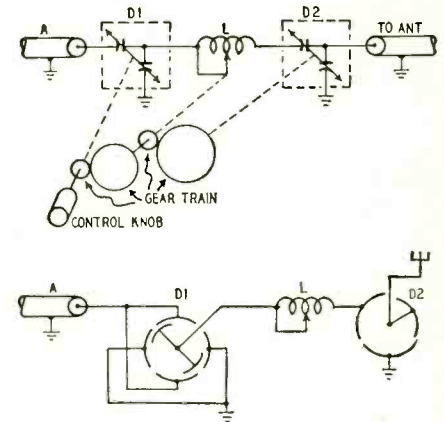 D1
D2
A
L
TO ANT
GEAR TRAIN
CONTROL KNOB
A
D1
L
D2